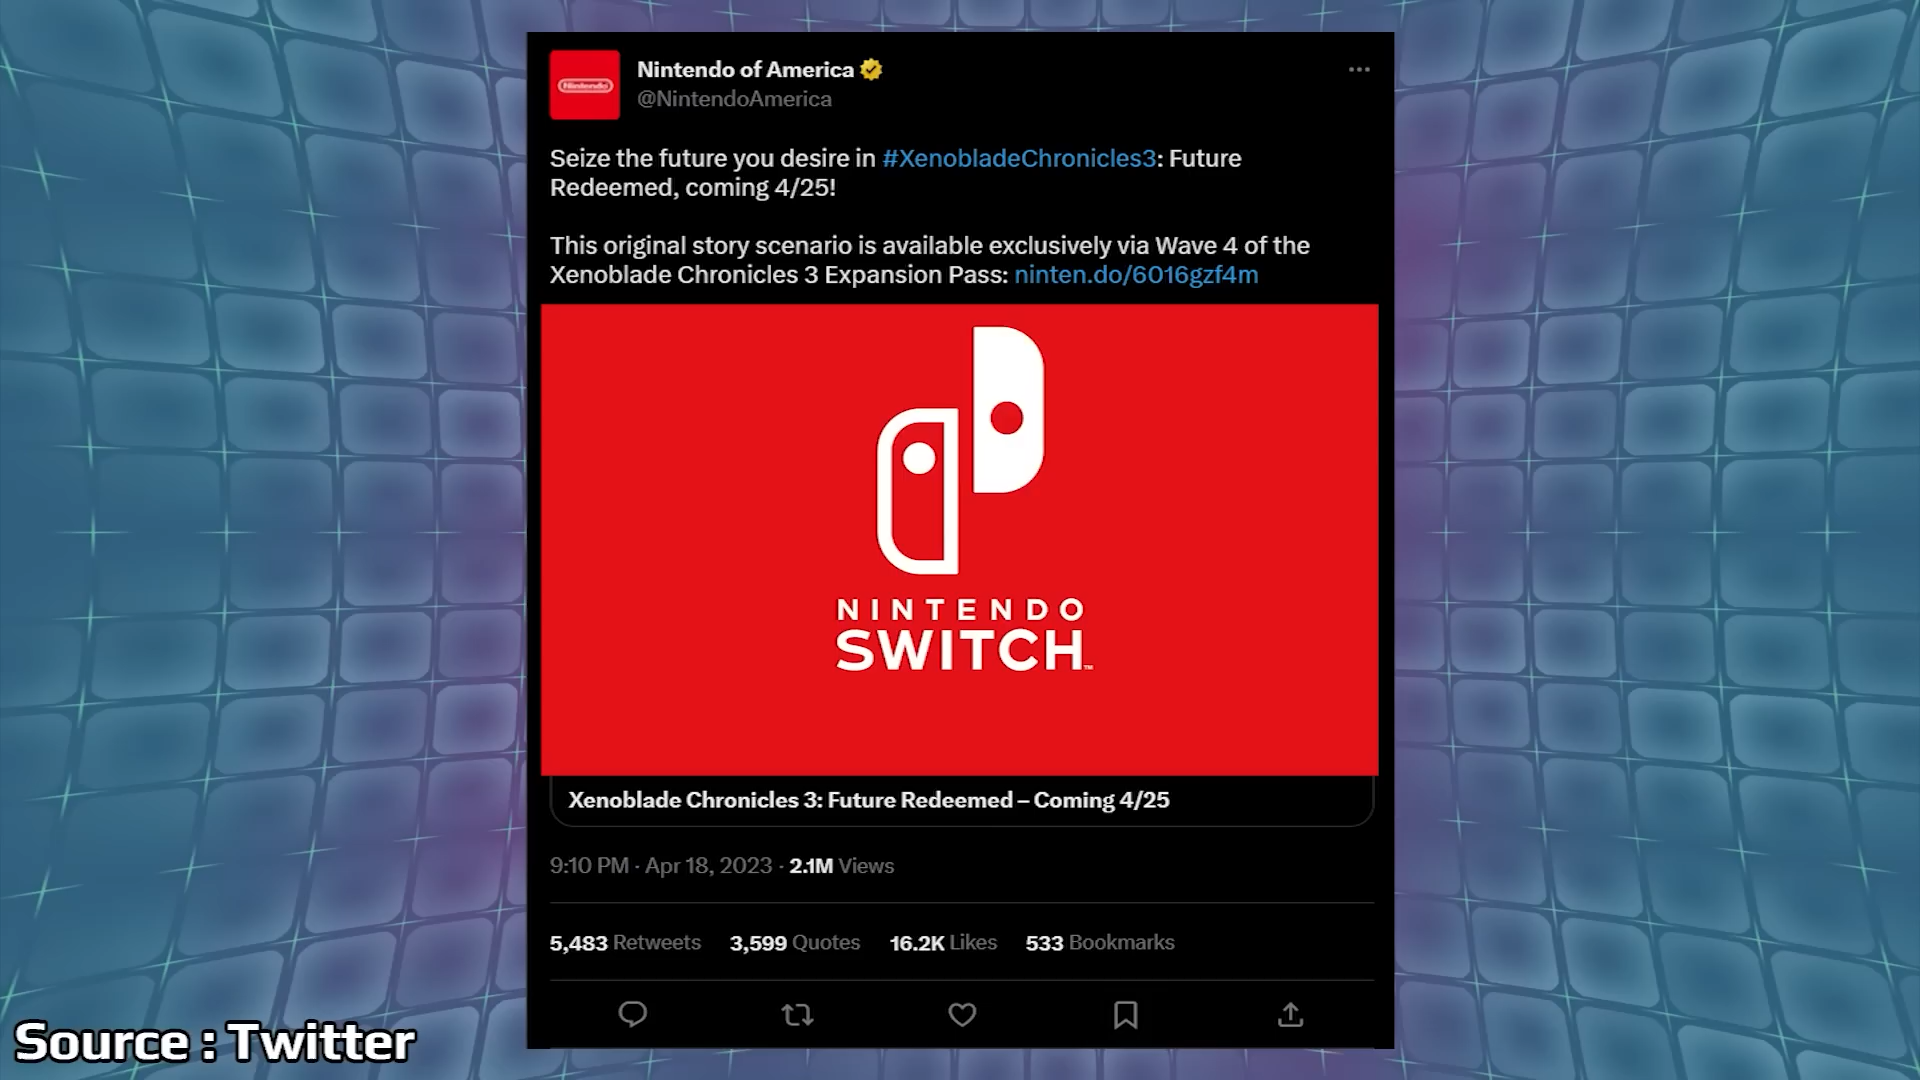 Nintendo
Nintendo of America
@NintendoAmerica
Seize the future you desire in #XenobladeChronicles3: Future
Redeemed, coming 4/25!
This original story scenario is available exclusively via Wave 4 of the
Xenoblade Chronicles 3 Expansion Pass: ninten.do/6016gzf4m
NINTENDO
SWITCH™
Xenoblade Chronicles 3: Future Redeemed – Coming 4/25
9:10 PM · Apr 18, 2023 · 2.1M Views
5,483 Retweets 3,599 Quotes 16.2K Likes 533 Bookmarks
Source : Twitter